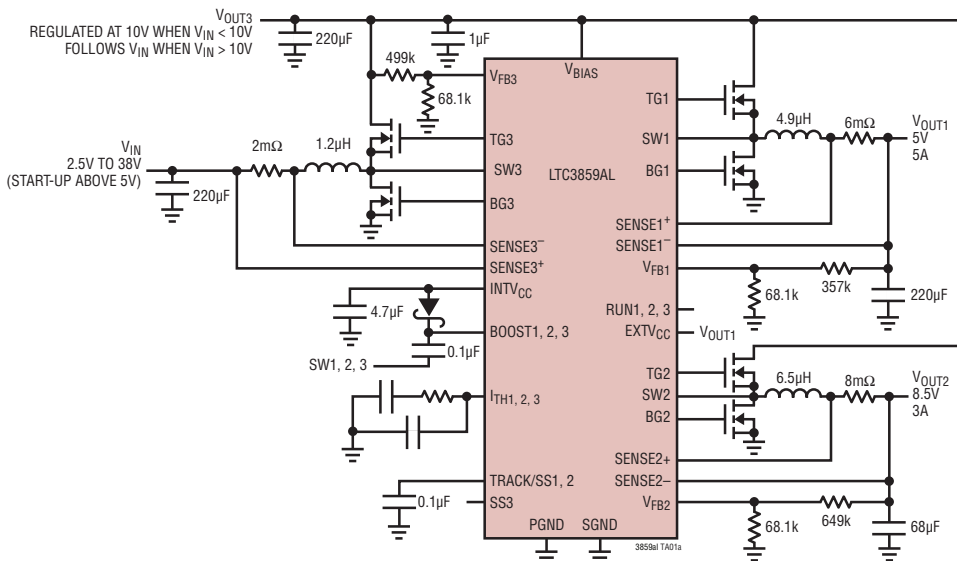 VOUT3
REGULATED AT 10V WHEN VIN < 10V
FOLLOWS VIN WHEN VIN > 10V
220µF
1µF
499k
68.1k
VFB3
VBIAS
TG1
4.9µH
6mΩ
VOUT1
5V
5A
VIN
2.5V TO 38V
(START-UP ABOVE 5V)
220µF
2mΩ
1.2µH
TG3
SW3
BG3
LTC3859AL
SW1
BG1
SENSE1+
SENSE1–
SENSE3–
SENSE3+
INTVCC
4.7µF
BOOST1, 2, 3
0.1µF
SW1, 2, 3
ITH1, 2, 3
TRACK/SS1, 2
0.1µF
SS3
PGND
SGND
VFB1
68.1k
357k
220µF
RUN1, 2, 3
EXTVCC
VOUT1
TG2
SW2
BG2
6.5µH
8mΩ
VOUT2
8.5V
3A
SENSE2+
SENSE2–
VFB2
68.1k
649k
68µF
3859al TA01a